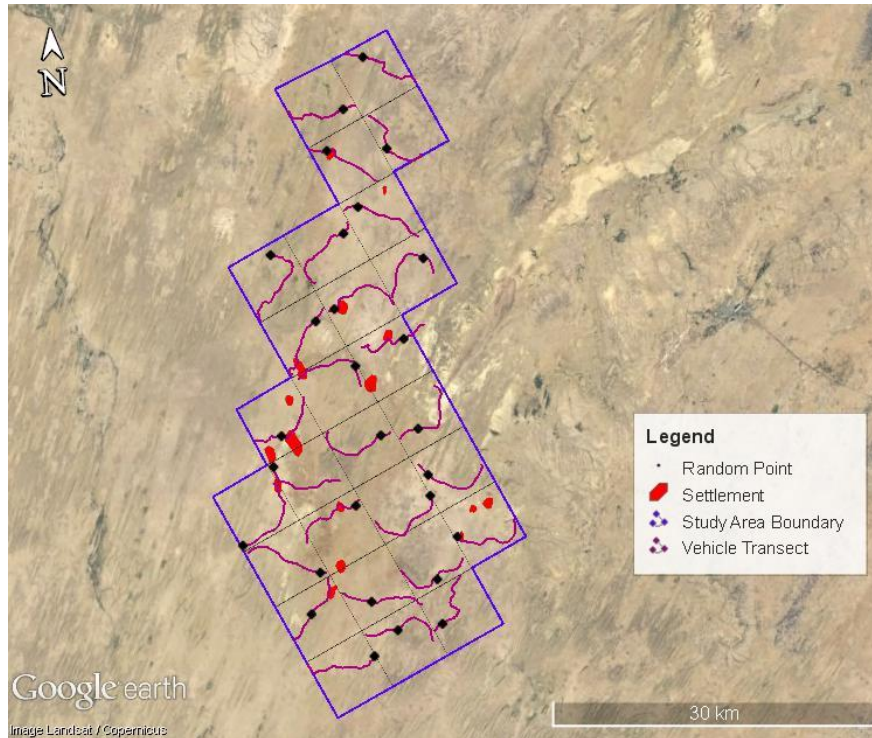 N
Legend
Random Point
Settlement
Study Area Boundary
Vehicle Transect
Google earth
30 km
Image Landsat / Copernicus